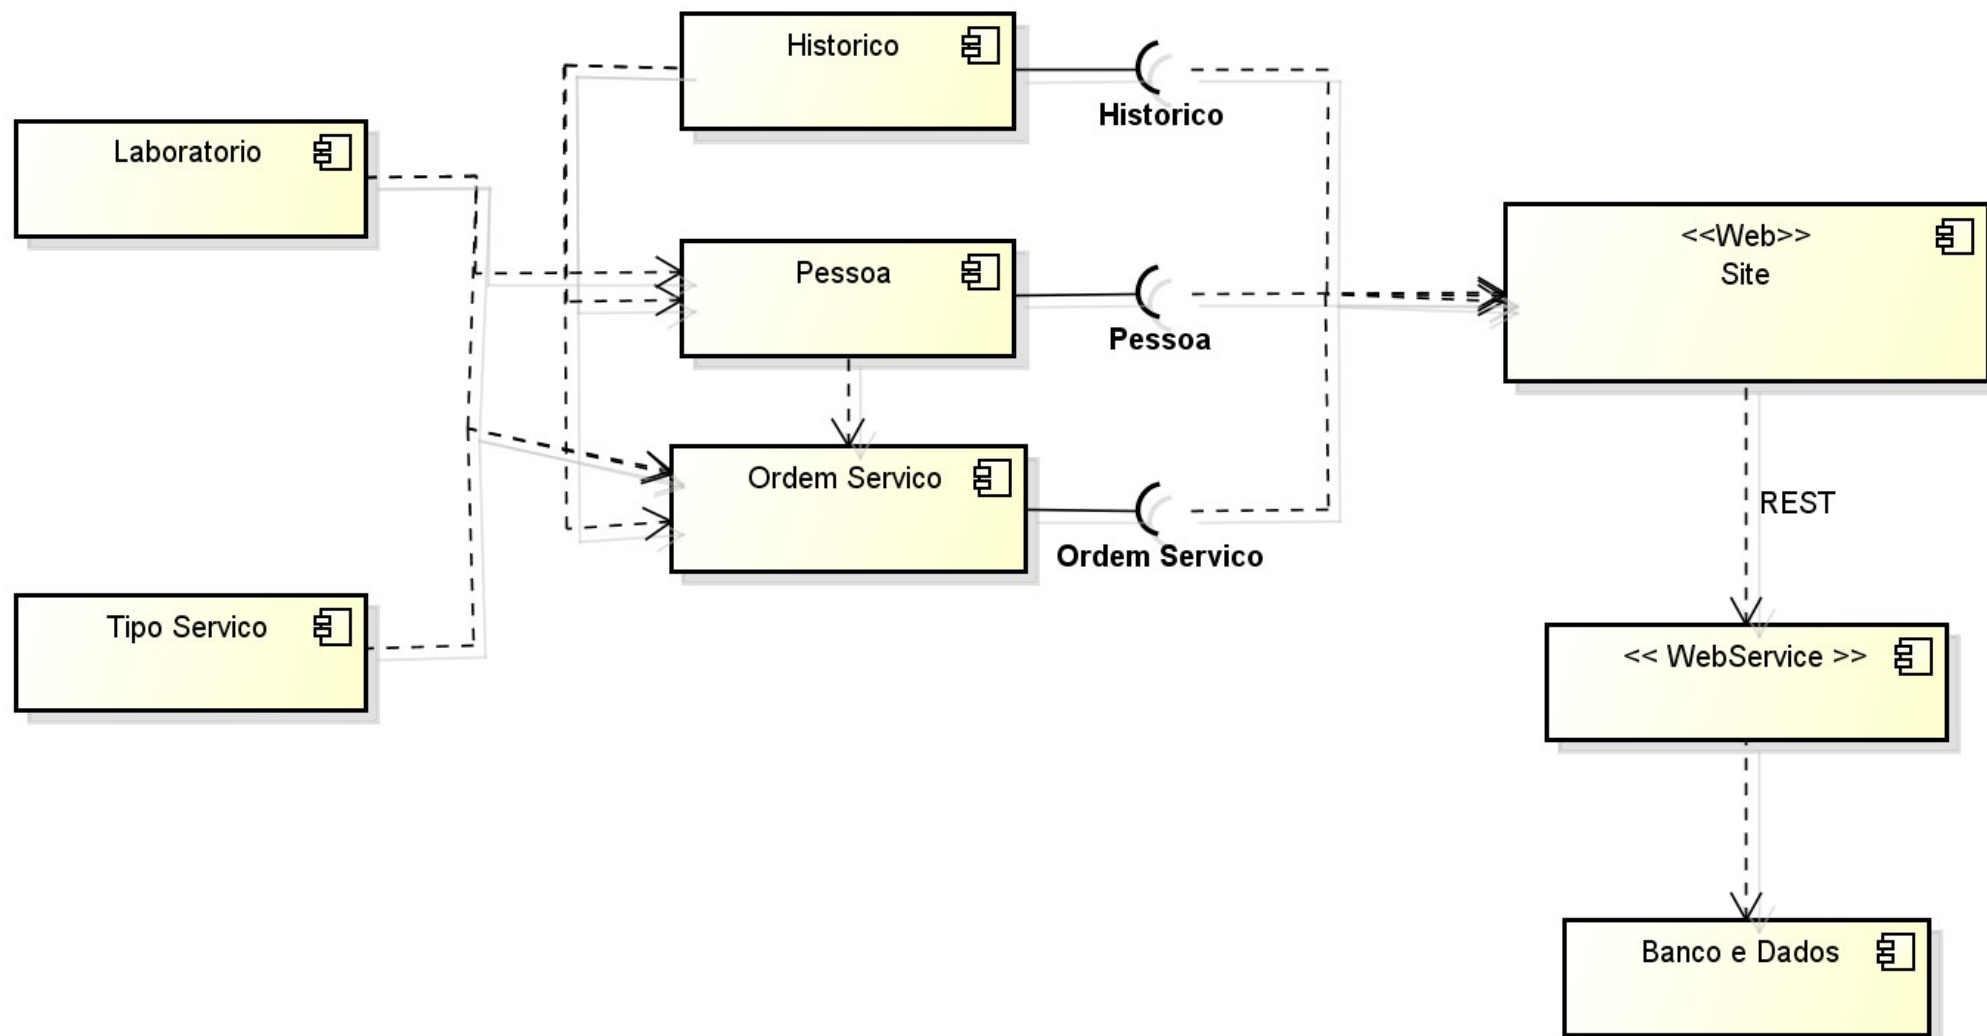 Historico
Historico
Laboratorio
<<Web>>
Site
Pessoa
Pessoa
Ordem Servico
REST
Ordem Servico
Tipo Servico
<< WebService >>
Banco e Dados